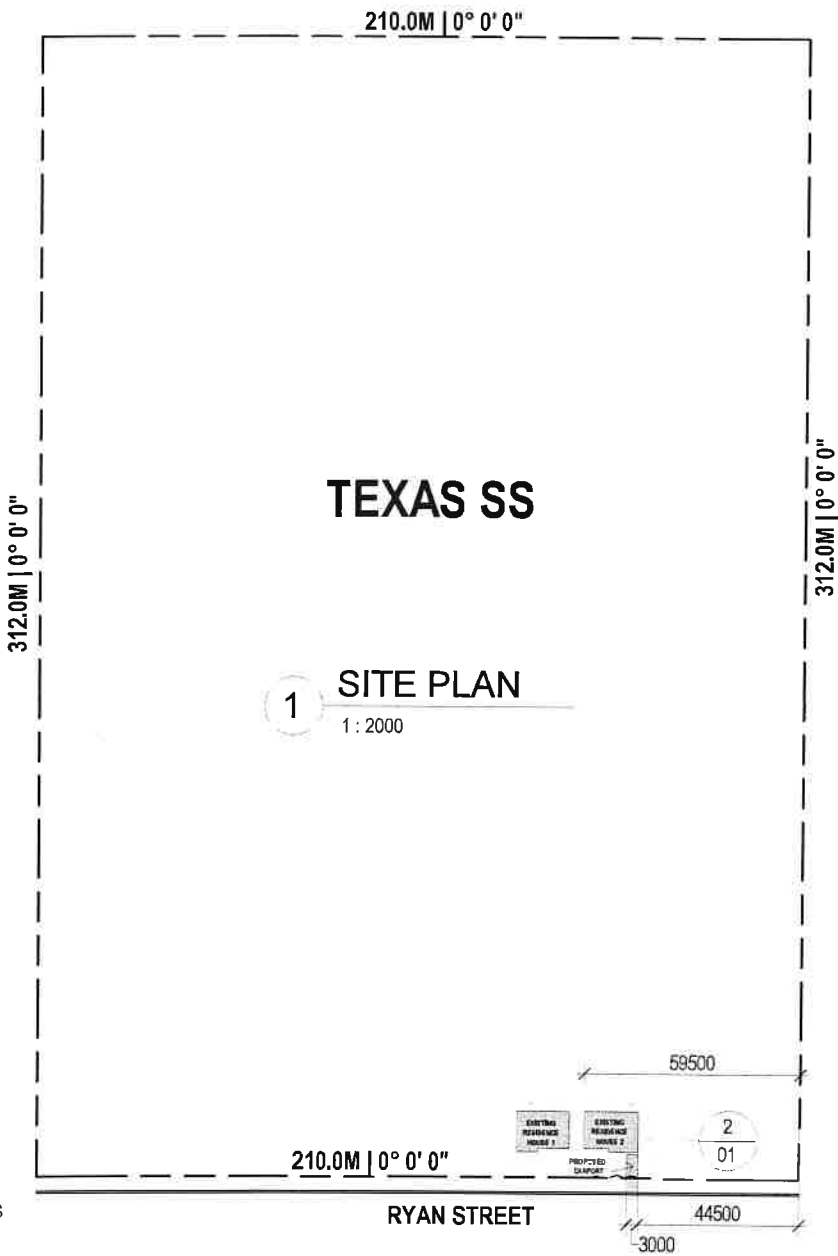 210.0M | 0° 0' 0"
312.0M | 0° 0' 0"
312.0M | 0° 0' 0"
TEXAS SS
1
SITE PLAN
1 : 2000
59500
EXISTING
RESIDENCE
HOUSE 1
EXISTING
RESIDENCE
HOUSE 2
2
01
PROPOSED
CARPORT
210.0M | 0° 0' 0"
S
RYAN STREET
44500
3000